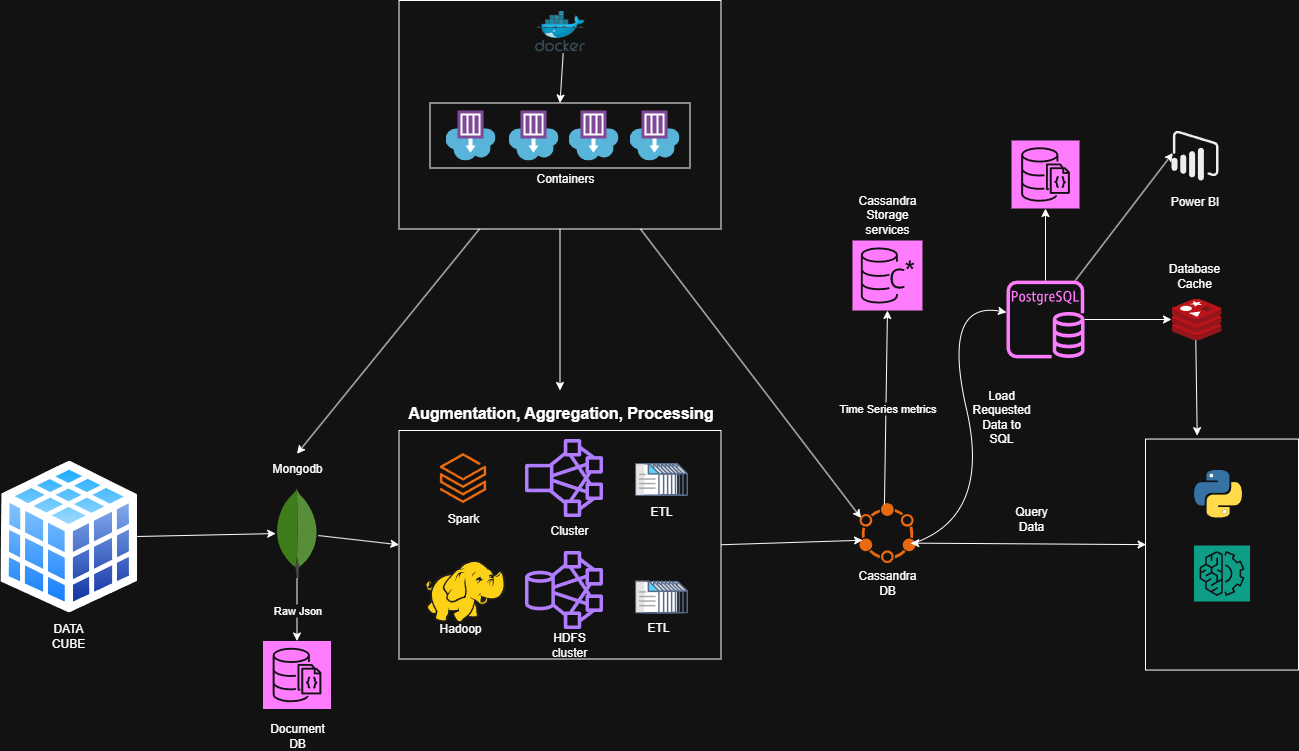 docker
Containers
Cassandra
Storage
services
Power BI
Database
Cache
PostgreSQL
C*
Time Series metrics
Load
Requested
Data to
SQL
Augmentation, Aggregation, Processing
Mongodb
Spark
Cluster
ETL
Query
Data
Cassandra
DB
Hadoop
HDFS
cluster
ETL
Raw Json
DATA
CUBE
{}
{}
Document
DB